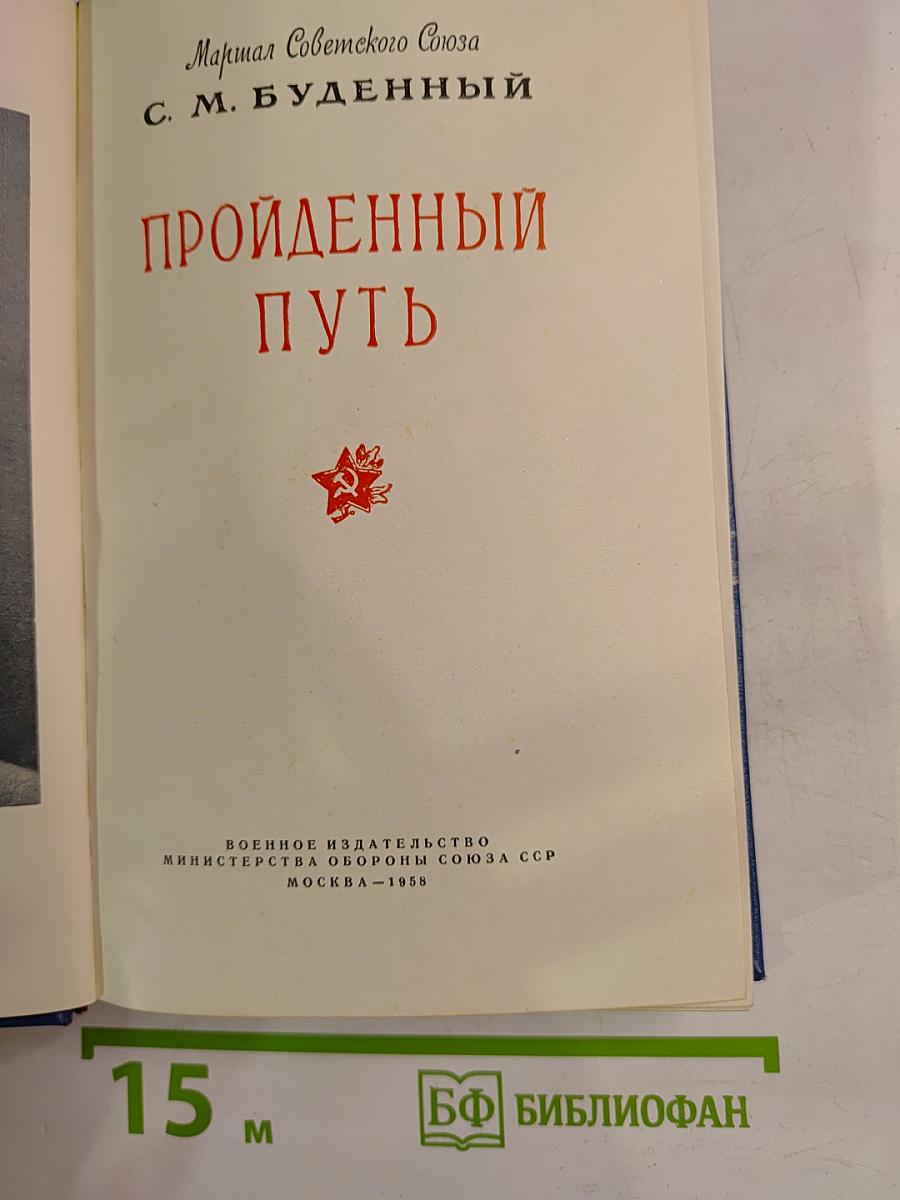 Маршал Советского Союза
С. М. БУДЕННЫЙ
ПРОЙДЕННЫЙ
ПУТЬ
ВОЕННОЕ ИЗДАТЕЛЬСТВО
МИНИСТЕРСТВА ОБОРОНЫ СОЮЗА ССР
МОСКВА — 1958
15 м
БФ БИБЛИОФАН